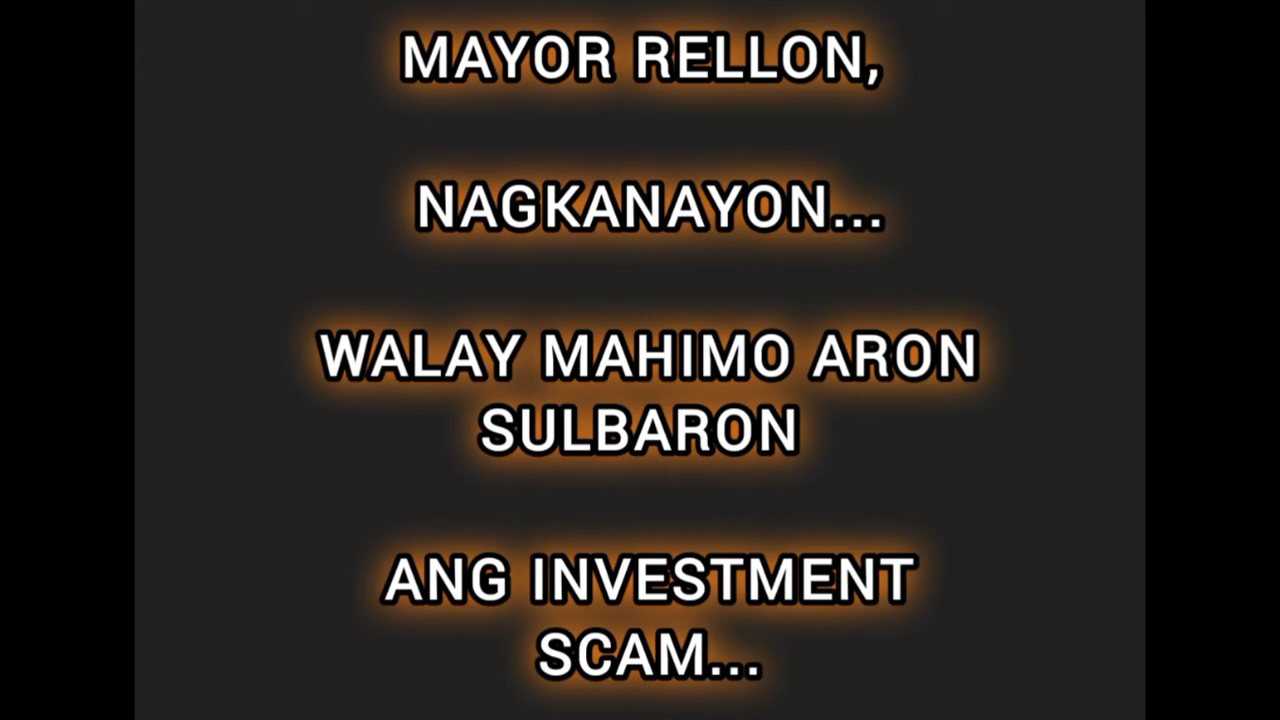 MAYOR RELLON,
NAGKANAYON...
WALAY MAHIMO ARON
SULBARON
ANG INVESTMENT
SCAM...